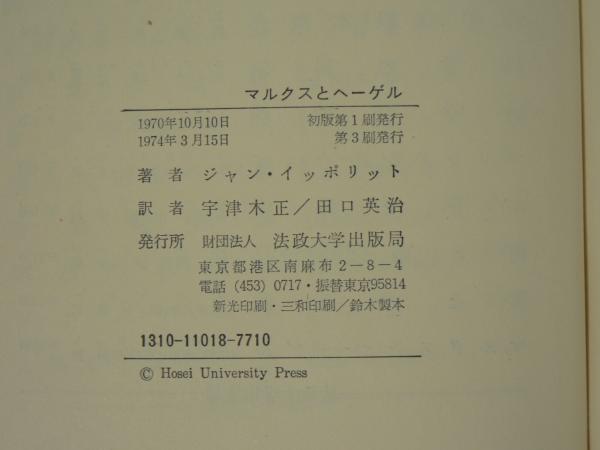 マルクスとヘーゲル
1970年10月10日 初版第1刷発行
1974年3月15日 第3刷発行
著者 ジャン・イッポリット
訳者 宇津木正/田口英治
発行所 財団法人 法政大学出版局
東京都港区南麻布2-8-4
電話(453)0717・振替東京95814
新光印刷・三和印刷/鈴木製本
1310-11018-7710
© Hosei University Press